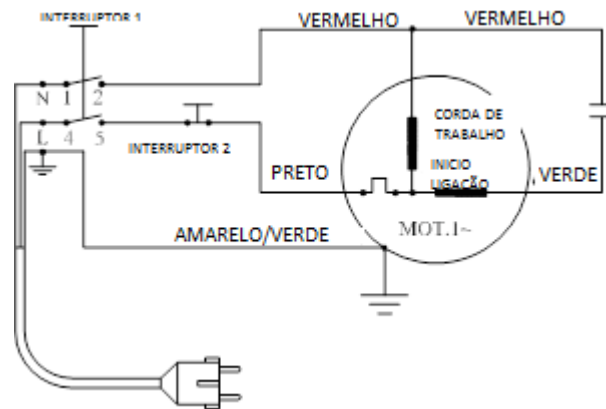 INTERRUPTOR 1
VERMELHO
VERMELHO
N 1 2
L 4 5
INTERRUPTOR 2
CORDA DE
TRABALHO
INICIO
LIGAÇÃO
PRETO
VERDE
MOT.1~
AMARELO/VERDE